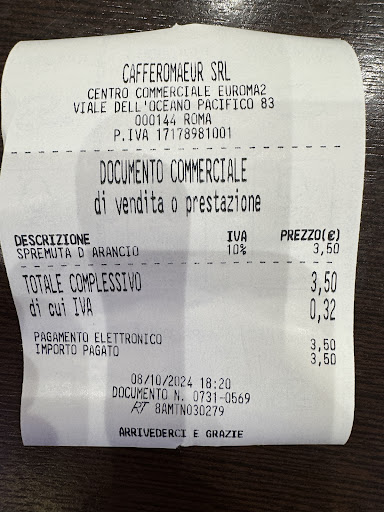 CAFFEROMAEUR SRL
CENTRO COMMERCIALE EUROMA2
VIALE DELL'OCEANO PACIFICO 83
000144 ROMA
P.IVA 17178981001
DOCUMENTO COMMERCIALE
di vendita o prestazione
DESCRIZIONE IVA PREZZO(€)
SPREMUTA D ARANCIO 10% 3,50
TOTALE COMPLESSIVO 3,50
di cui IVA 0,32
PAGAMENTO ELETTRONICO 3,50
IMPORTO PAGATO 3,50
08/10/2024 18:20
DOCUMENTO N. 0731-0569
RT 8AMTN030279
ARRIVEDERCI E GRAZIE